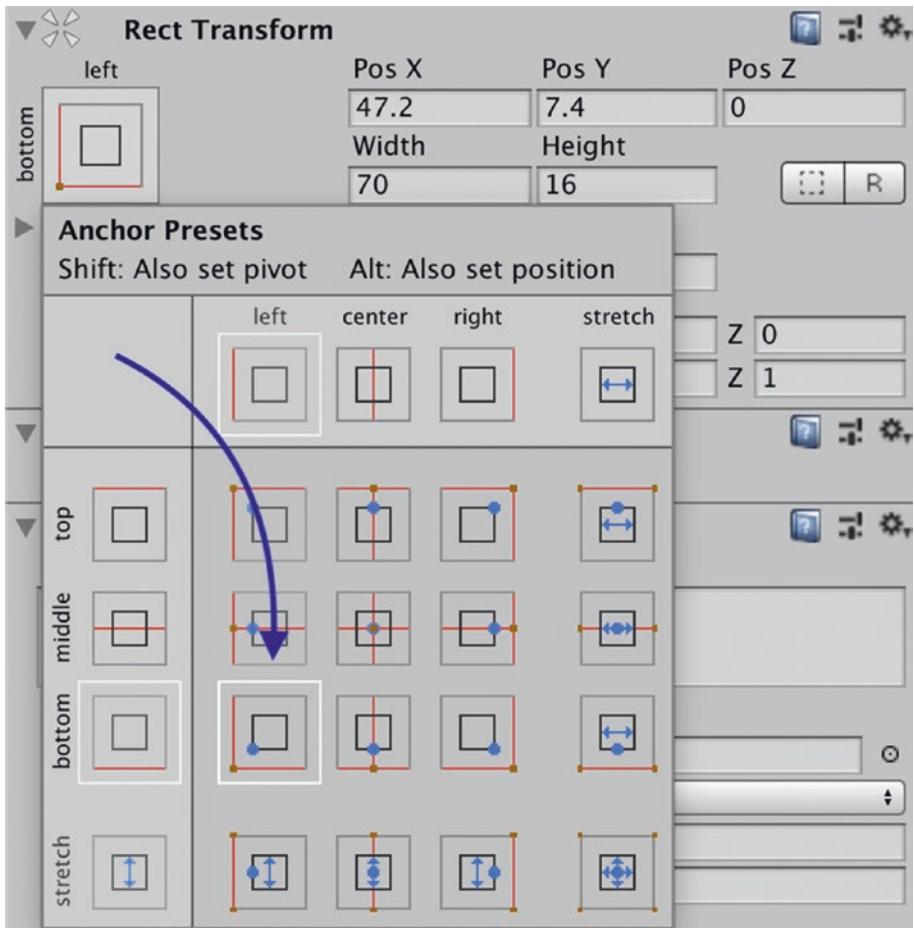 Rect Transform
left
Pos X Pos Y Pos Z
bottom
47.2 7.4 0
Width Height
70 16 R
Anchor Presets
Shift: Also set pivot Alt: Also set position
left center right stretch
Z 0
Z 1
top
middle
bottom
stretch